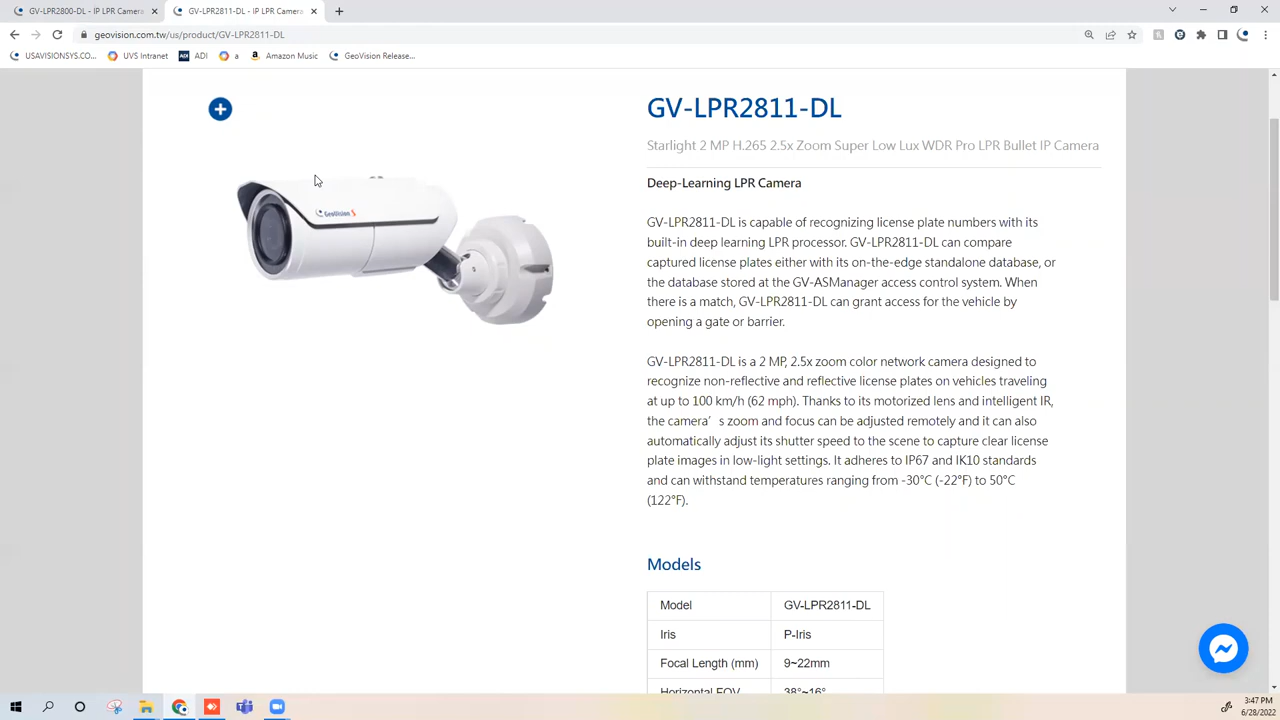 GV-LPR2800-DL - IP LPR Camera
GV-LPR2811-DL - IP LPR Camera
geovision.com.tw/us/product/GV-LPR2811-DL
USAVISIONSYS.CO...
UVS Intranet
ADI
ADI
a
Amazon Music
GeoVision Release...
GV-LPR2811-DL
Starlight 2 MP H.265 2.5x Zoom Super Low Lux WDR Pro LPR Bullet IP Camera
Deep-Learning LPR Camera
GeoVision S
GV-LPR2811-DL is capable of recognizing license plate numbers with its
built-in deep learning LPR processor. GV-LPR2811-DL can compare
captured license plates either with its on-the-edge standalone database, or
the database stored at the GV-ASManager access control system. When
there is a match, GV-LPR2811-DL can grant access for the vehicle by
opening a gate or barrier.
GV-LPR2811-DL is a 2 MP, 2.5x zoom color network camera designed to
recognize non-reflective and reflective license plates on vehicles traveling
at up to 100 km/h (62 mph). Thanks to its motorized lens and intelligent IR,
the camera′s zoom and focus can be adjusted remotely and it can also
automatically adjust its shutter speed to the scene to capture clear license
plate images in low-light settings. It adheres to IP67 and IK10 standards
and can withstand temperatures ranging from -30°C (-22°F) to 50°C
(122°F).
Models
Model GV-LPR2811-DL
Iris P-Iris
Focal Length (mm) 9~22mm
Horizontal FOV 38°~16°
3:47 PM
6/28/2022